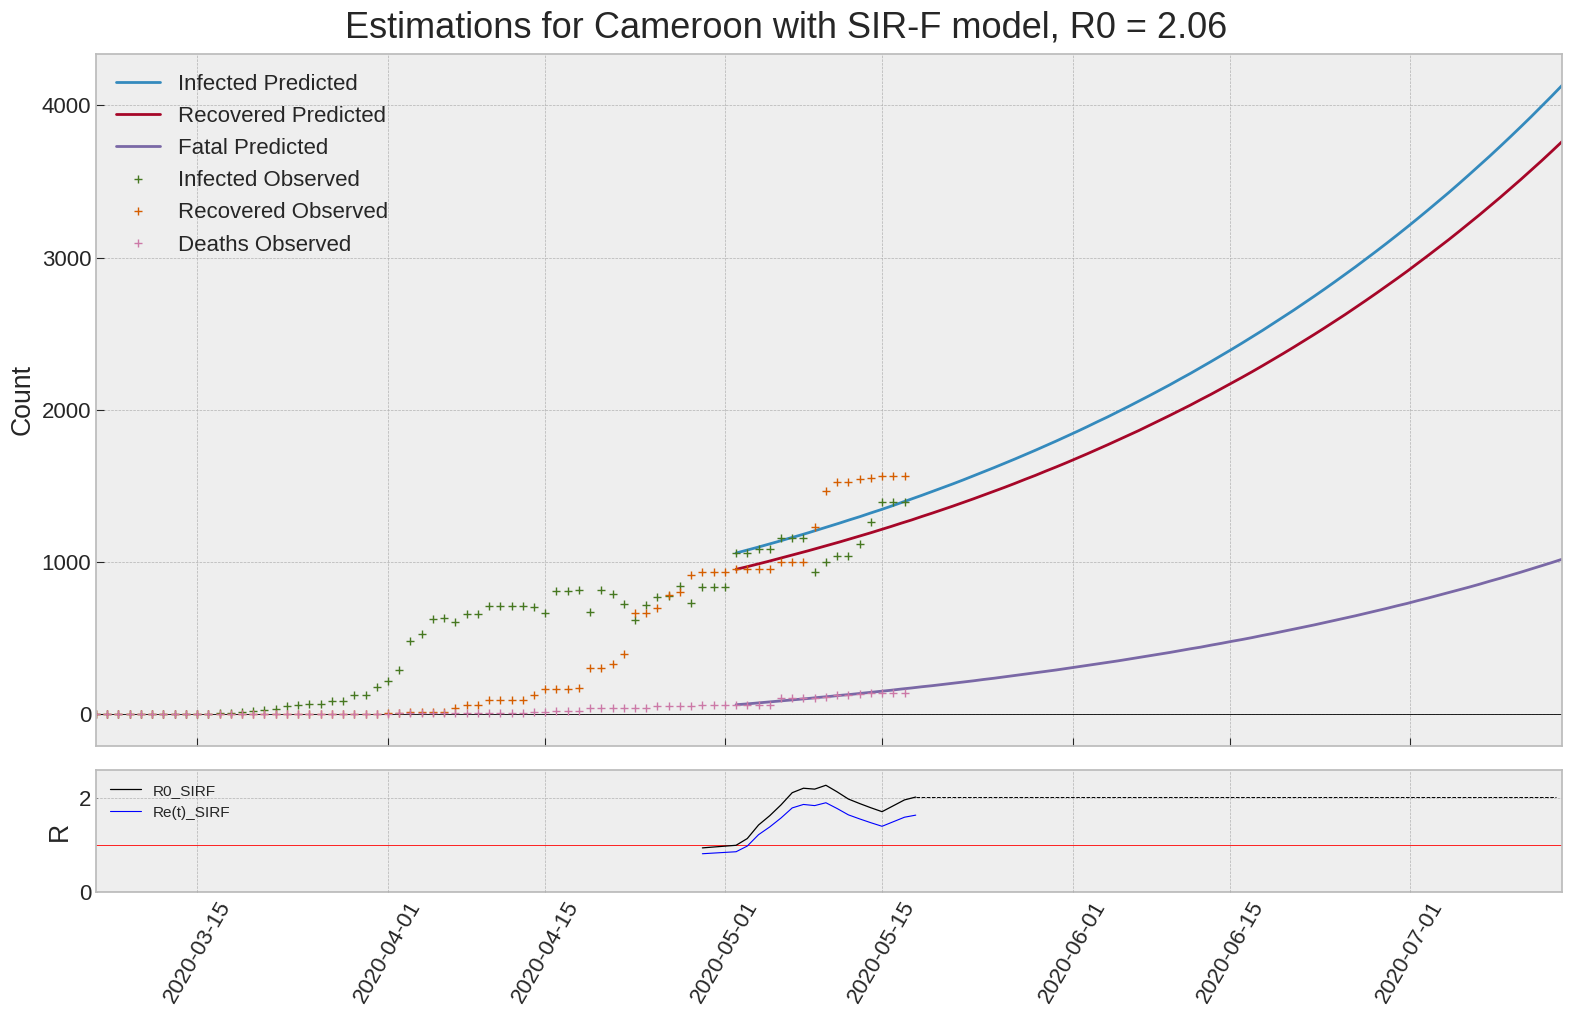 Estimations for Cameroon with SIR-F model, R0 = 2.06
Infected Predicted
Recovered Predicted
Fatal Predicted
Infected Observed
Recovered Observed
Deaths Observed
4000
3000
2000
1000
0
Count
R0_SIRF
Re(t)_SIRF
2
0
R
2020-03-15
2020-04-01
2020-04-15
2020-05-01
2020-05-15
2020-06-01
2020-06-15
2020-07-01